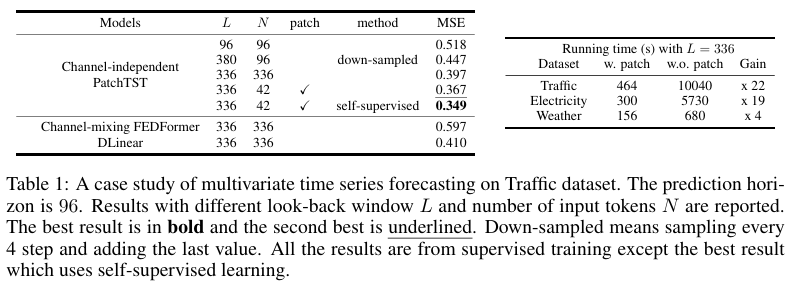 Models L N patch method MSE
Channel-independent PatchTST
96 96 0.518
380 96 down-sampled 0.447
336 336 0.397
336 42 ✓ 0.367
336 42 ✓ self-supervised 0.349
Channel-mixing FEDFormer 336 336 0.597
DLinear 336 336 0.410
Running time (s) with L = 336
Dataset w. patch w.o. patch Gain
Traffic 464 10040 x 22
Electricity 300 5730 x 19
Weather 156 680 x 4
Table 1: A case study of multivariate time series forecasting on Traffic dataset. The prediction hori-
zon is 96. Results with different look-back window L and number of input tokens N are reported.
The best result is in bold and the second best is underlined. Down-sampled means sampling every
4 step and adding the last value. All the results are from supervised training except the best result
which uses self-supervised learning.